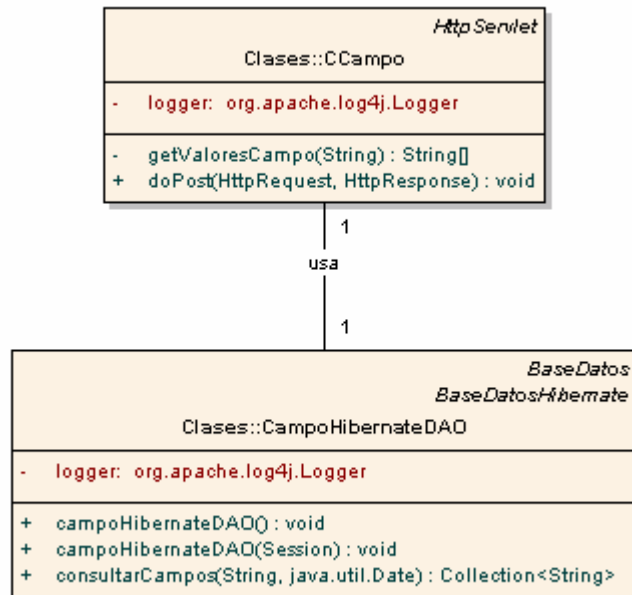 HttpServlet
Clases::CCampo
- logger: org.apache.log4j.Logger
- getValoresCampo(String) : String[]
+ doPost(HttpRequest, HttpResponse) : void
1
usa
1
BaseDatos
BaseDatosHibernate
Clases::CampoHibernateDAO
- logger: org.apache.log4j.Logger
+ campoHibernateDAO() : void
+ campoHibernateDAO(Session) : void
+ consultarCampos(String, java.util.Date) : Collection<String>